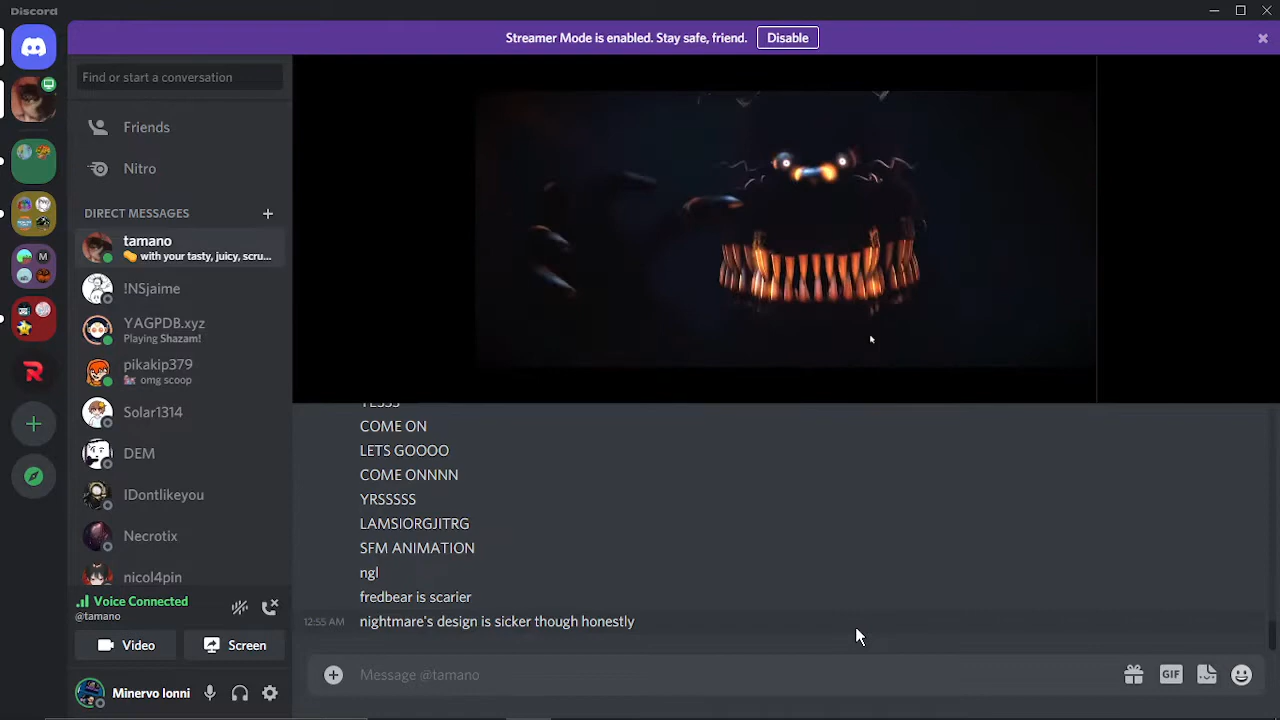 Discord
Streamer Mode is enabled. Stay safe, friend. Disable
Find or start a conversation
Friends
Nitro
DIRECT MESSAGES
tamano
with your tasty, juicy, scru...
!NSjaime
YAGPDB.xyz
Playing Shazam!
pikakip379
omg scoop
Solar1314
DEM
IDontlikeyou
Necrotix
nicol4pin
Voice Connected
@tamano
Video
Screen
Minervo Ionni
YESSS
COME ON
LETS GOOOO
COME ONNNN
YRSSSSS
LAMSIORGJITRG
SFM ANIMATION
ngl
fredbear is scarier
12:55 AM nightmare's design is sicker though honestly
Message @tamano
GIF